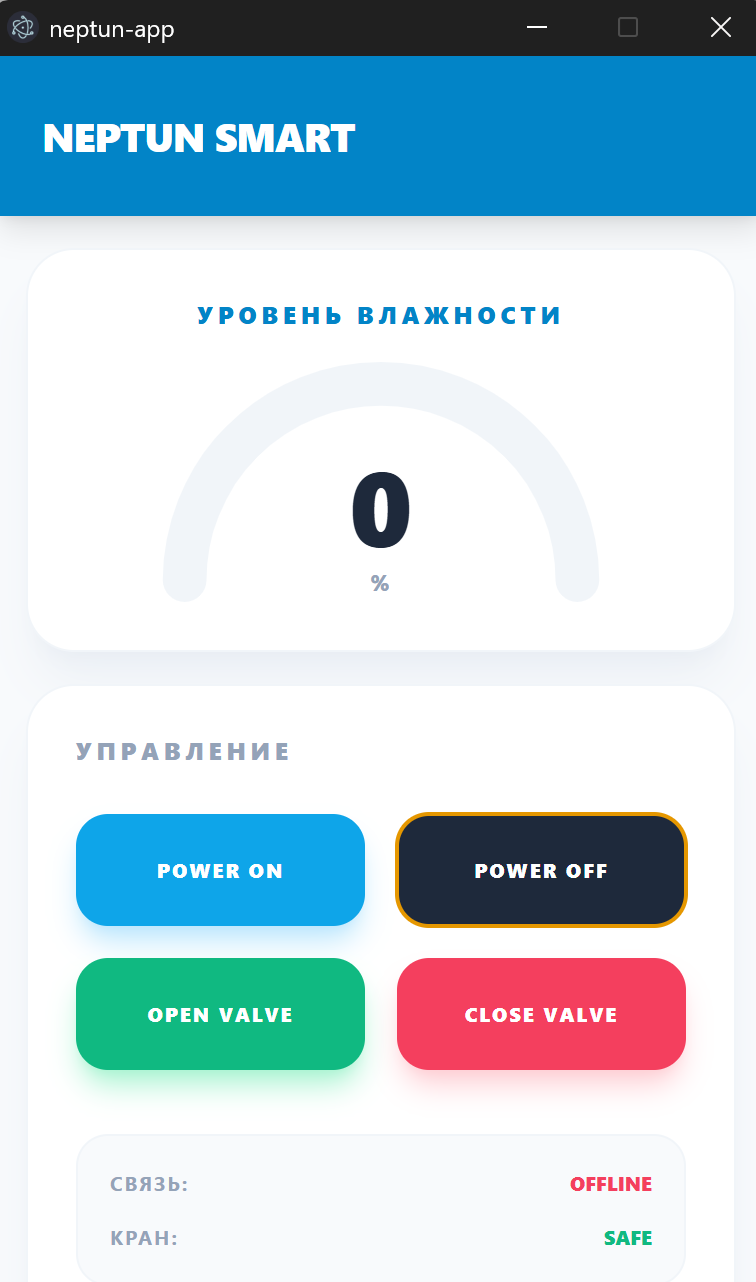 neptun-app
NEPTUN SMART
УРОВЕНЬ ВЛАЖНОСТИ
0
%
УПРАВЛЕНИЕ
POWER ON
POWER OFF
OPEN VALVE
CLOSE VALVE
СВЯЗЬ: OFFLINE
КРАН: SAFE